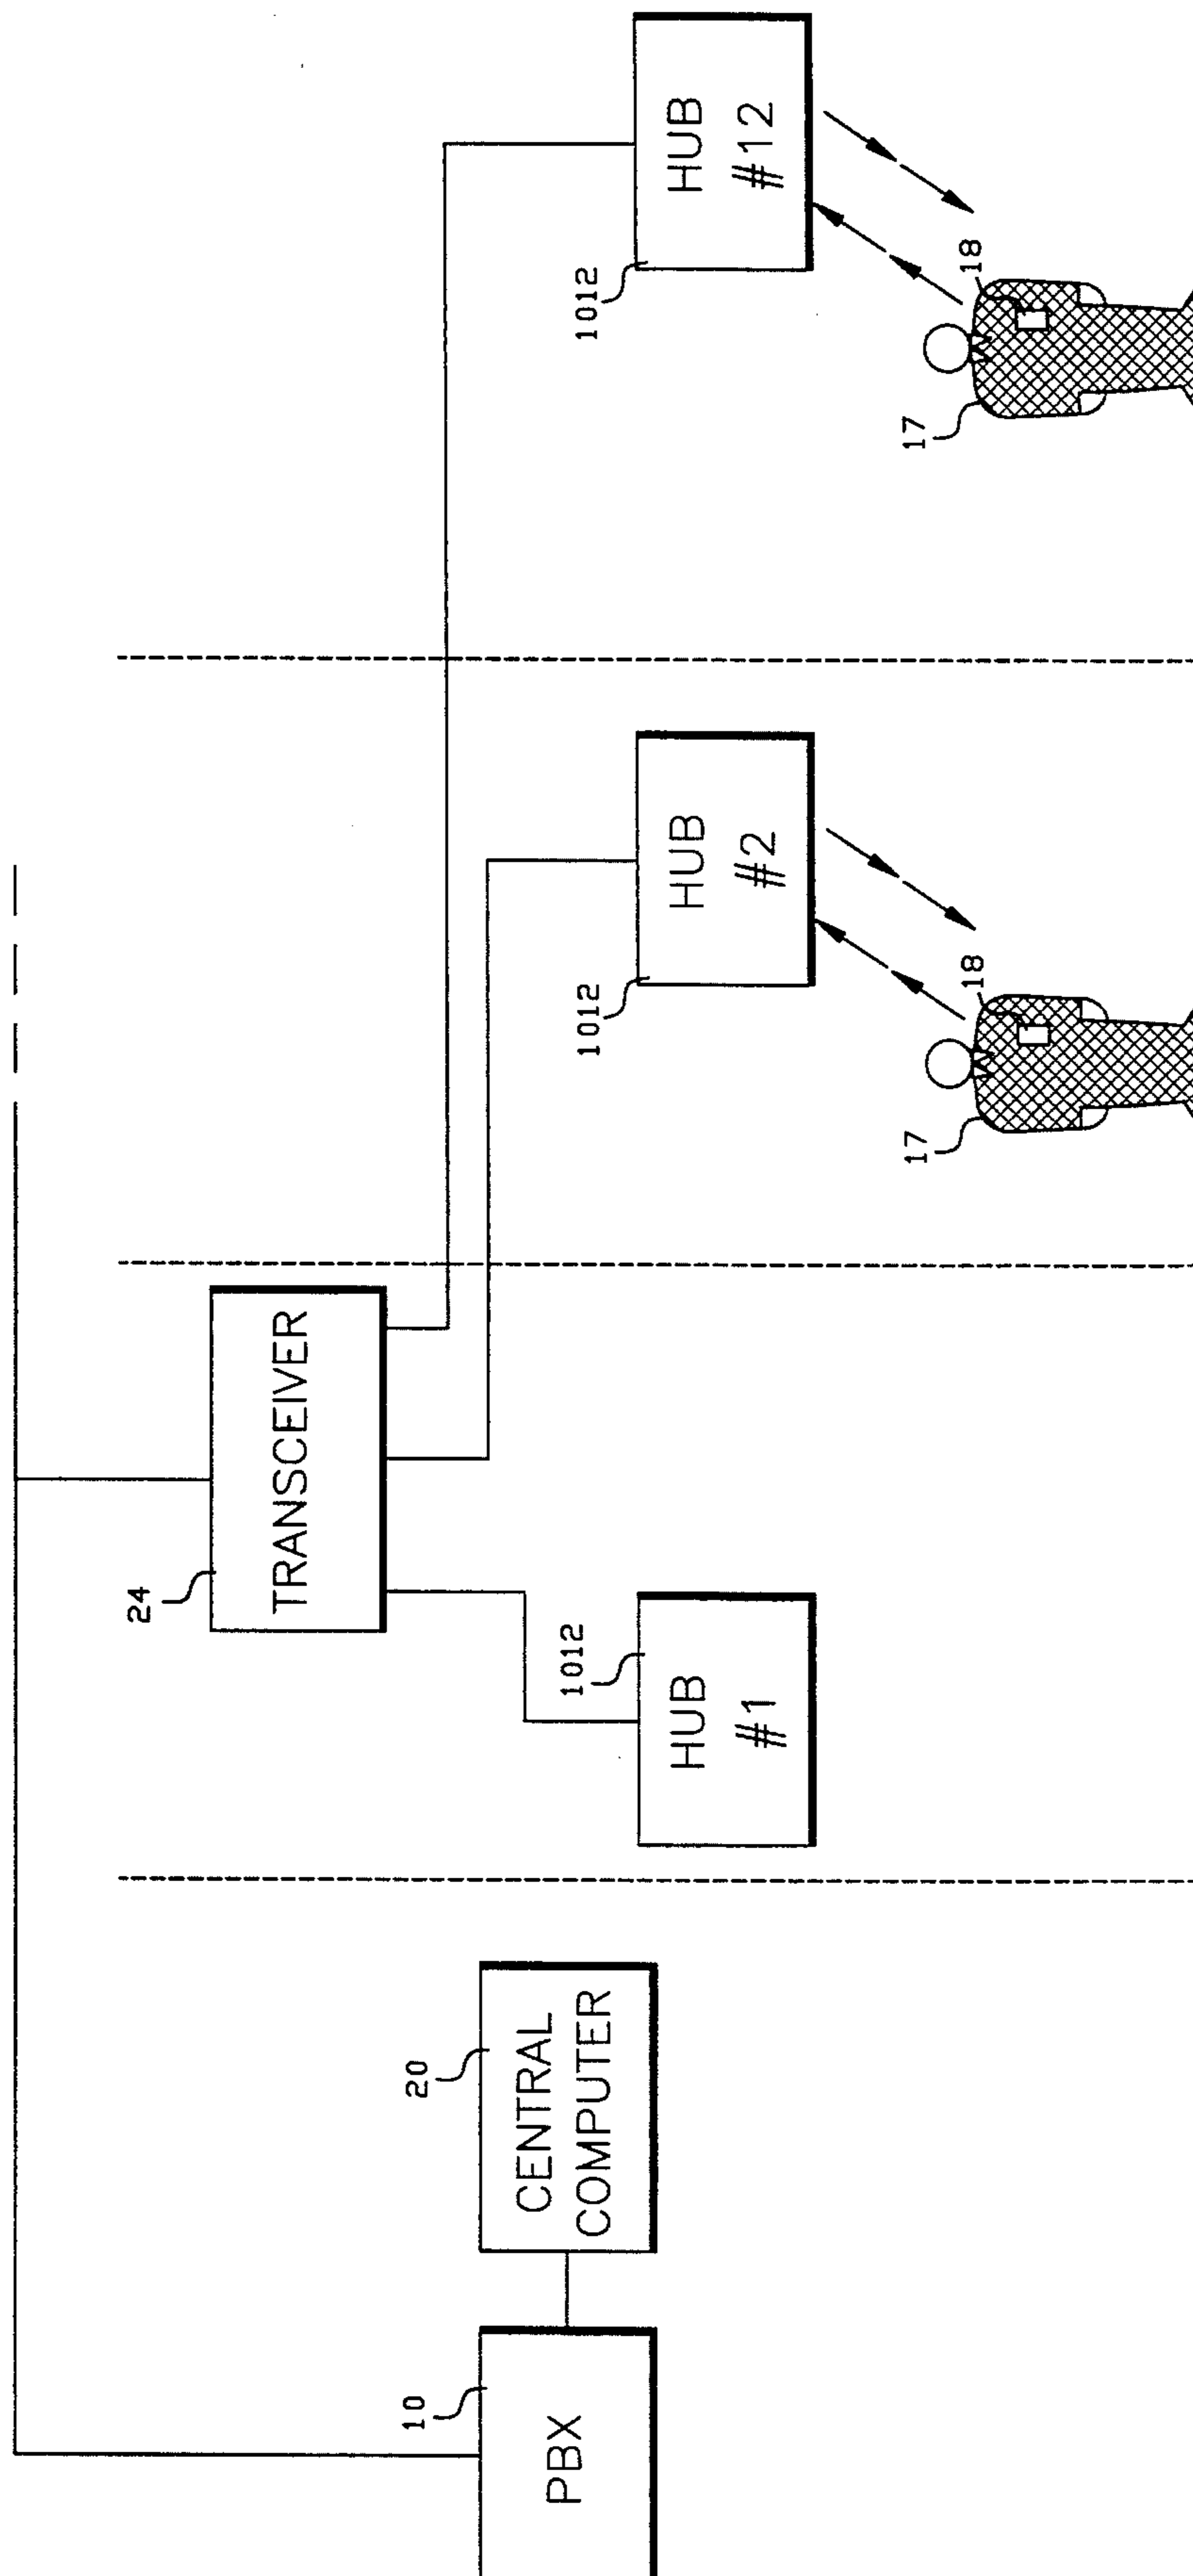 24
TRANSCEIVER
10
PBX
20
CENTRAL
COMPUTER
1012
HUB
#1
1012
HUB
#2
17
18
1012
HUB
#12
17
18